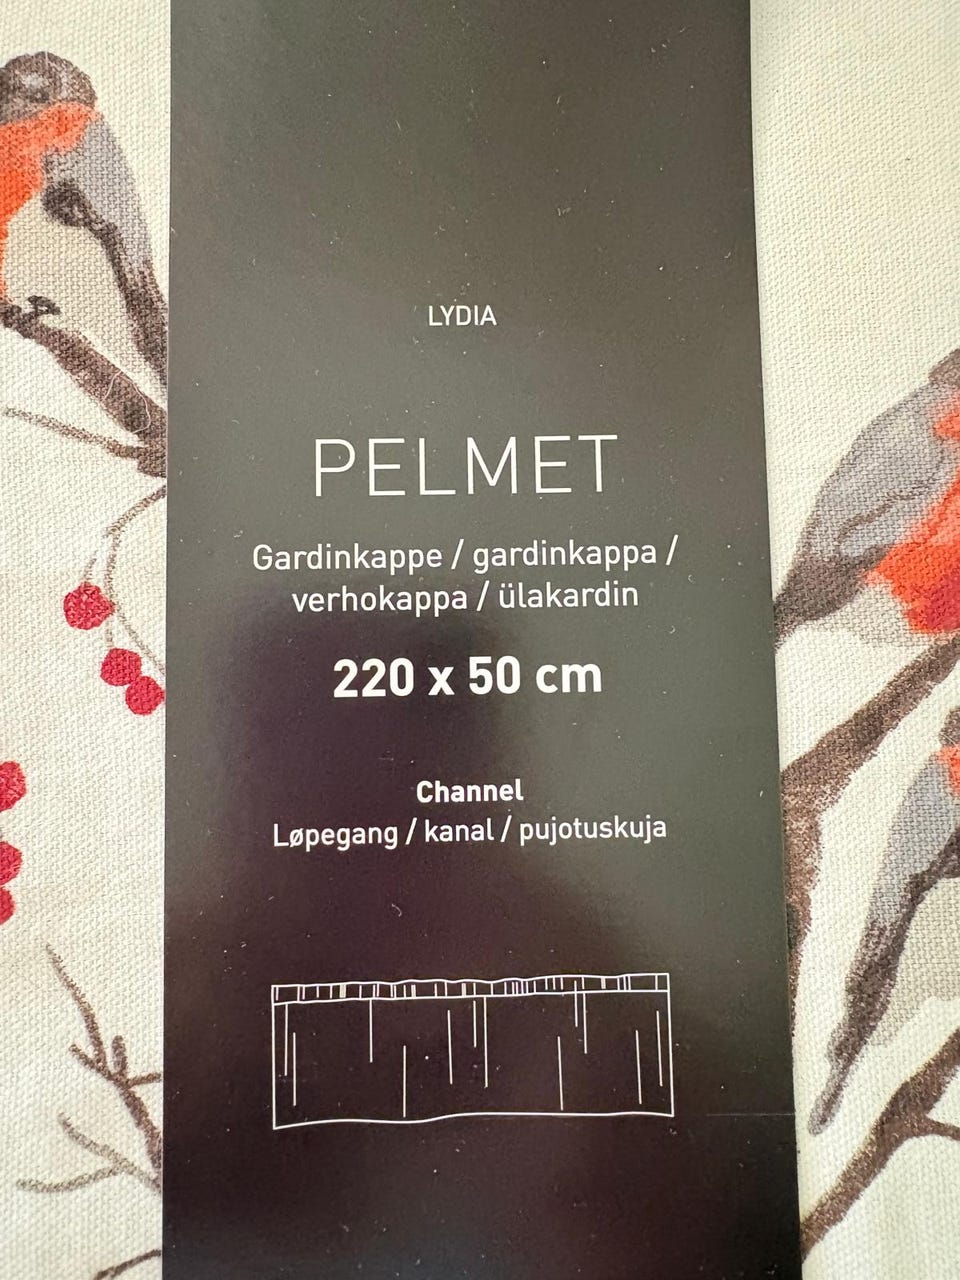 LYDIA
PELMET
Gardinkappe / gardinkappa /
verhokappa / ülakardin
220 x 50 cm
Channel
Løpegang / kanal / pujotuskuja